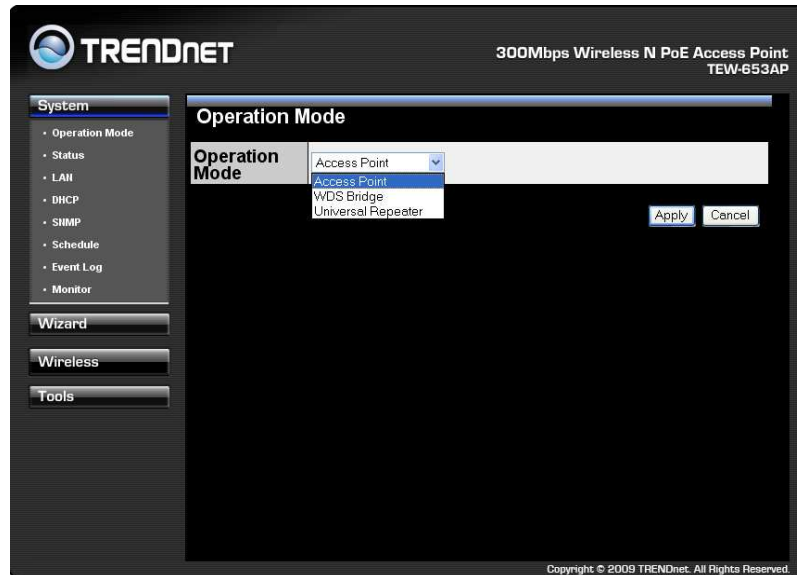 TRENDNET
300Mbps Wireless N PoE Access Point
TEW-653AP
System
• Operation Mode
• Status
• LAN
• DHCP
• SNMP
• Schedule
• Event Log
• Monitor
Wizard
Wireless
Tools
Operation Mode
Operation
Mode
Access Point
Access Point
WDS Bridge
Universal Repeater
Apply
Cancel
Copyright © 2009 TRENDnet. All Rights Reserved.